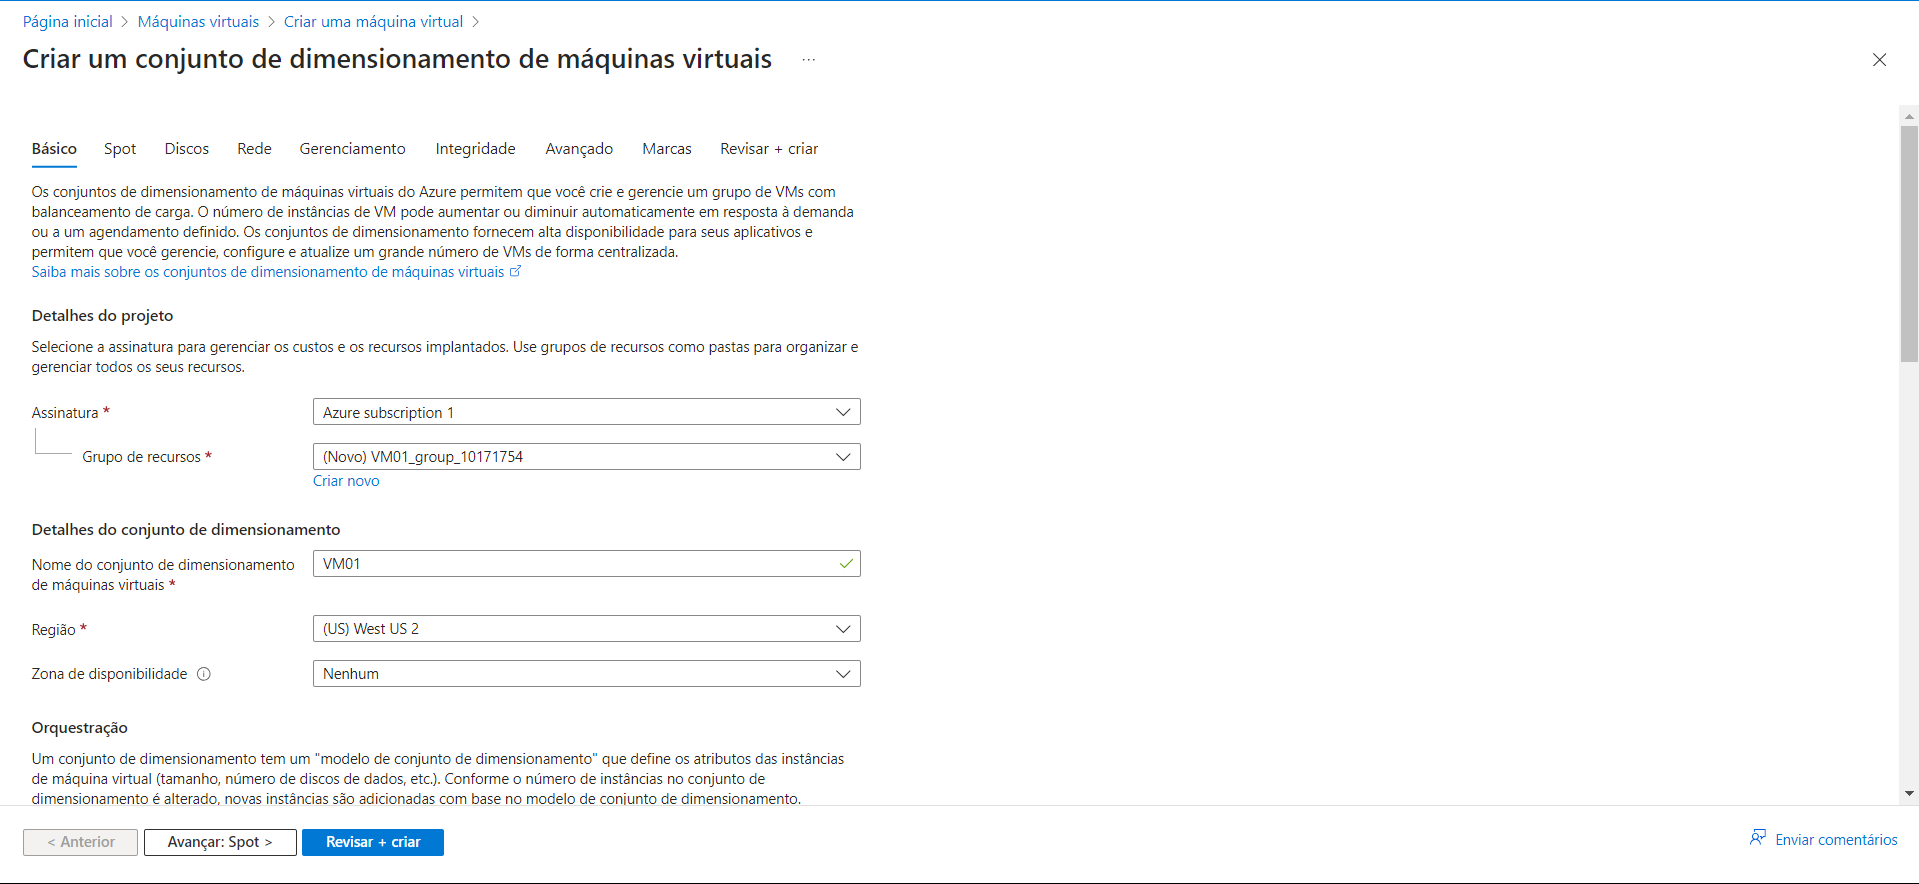 Página inicial > Máquinas virtuais > Criar uma máquina virtual >
Criar um conjunto de dimensionamento de máquinas virtuais ...
Básico Spot Discos Rede Gerenciamento Integridade Avançado Marcas Revisar + criar
Os conjuntos de dimensionamento de máquinas virtuais do Azure permitem que você crie e gerencie um grupo de VMs com
balanceamento de carga. O número de instâncias de VM pode aumentar ou diminuir automaticamente em resposta à demanda
ou a um agendamento definido. Os conjuntos de dimensionamento fornecem alta disponibilidade para seus aplicativos e
permitem que você gerencie, configure e atualize um grande número de VMs de forma centralizada.
Saiba mais sobre os conjuntos de dimensionamento de máquinas virtuais
Detalhes do projeto
Selecione a assinatura para gerenciar os custos e os recursos implantados. Use grupos de recursos como pastas para organizar e
gerenciar todos os seus recursos.
Assinatura * Azure subscription 1
Grupo de recursos * (Novo) VM01_group_10171754
Criar novo
Detalhes do conjunto de dimensionamento
Nome do conjunto de dimensionamento VM01
de máquinas virtuais *
Região * (US) West US 2
Zona de disponibilidade Nenhum
Orquestração
Um conjunto de dimensionamento tem um "modelo de conjunto de dimensionamento" que define os atributos das instâncias
de máquina virtual (tamanho, número de discos de dados, etc.). Conforme o número de instâncias no conjunto de
dimensionamento é alterado, novas instâncias são adicionadas com base no modelo de conjunto de dimensionamento.
< Anterior Avançar: Spot > Revisar + criar Enviar comentários